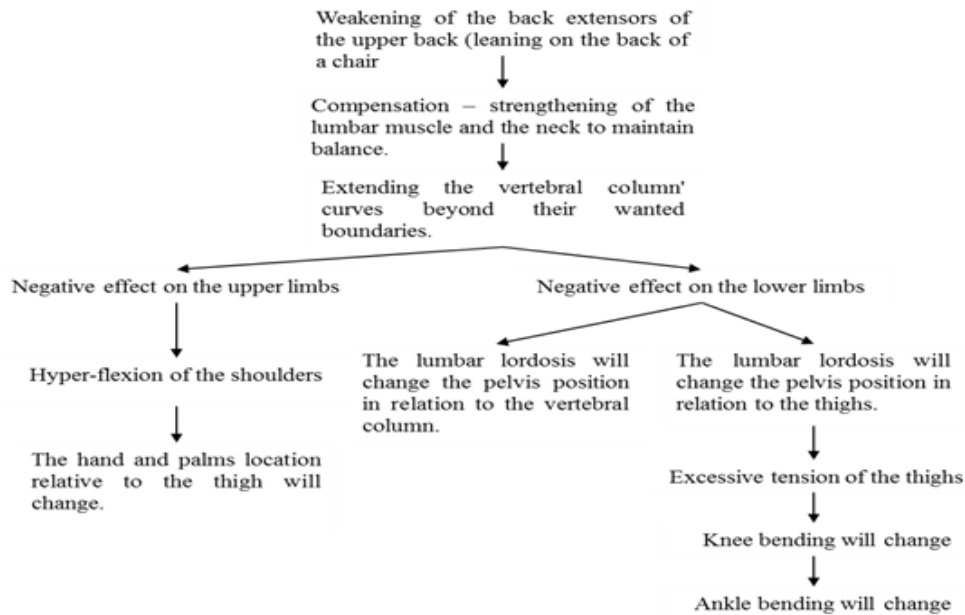 Weakening of the back extensors of
the upper back (leaning on the back of
a chair
Compensation – strengthening of the
lumbar muscle and the neck to maintain
balance.
Extending the vertebral column'
curves beyond their wanted
boundaries.
Negative effect on the upper limbs
Negative effect on the lower limbs
Hyper-flexion of the shoulders
The hand and palms location
relative to the thigh will
change.
The lumbar lordosis will
change the pelvis position
in relation to the vertebral
column.
The lumbar lordosis will
change the pelvis position in
relation to the thighs.
Excessive tension of the thighs
Knee bending will change
Ankle bending will change